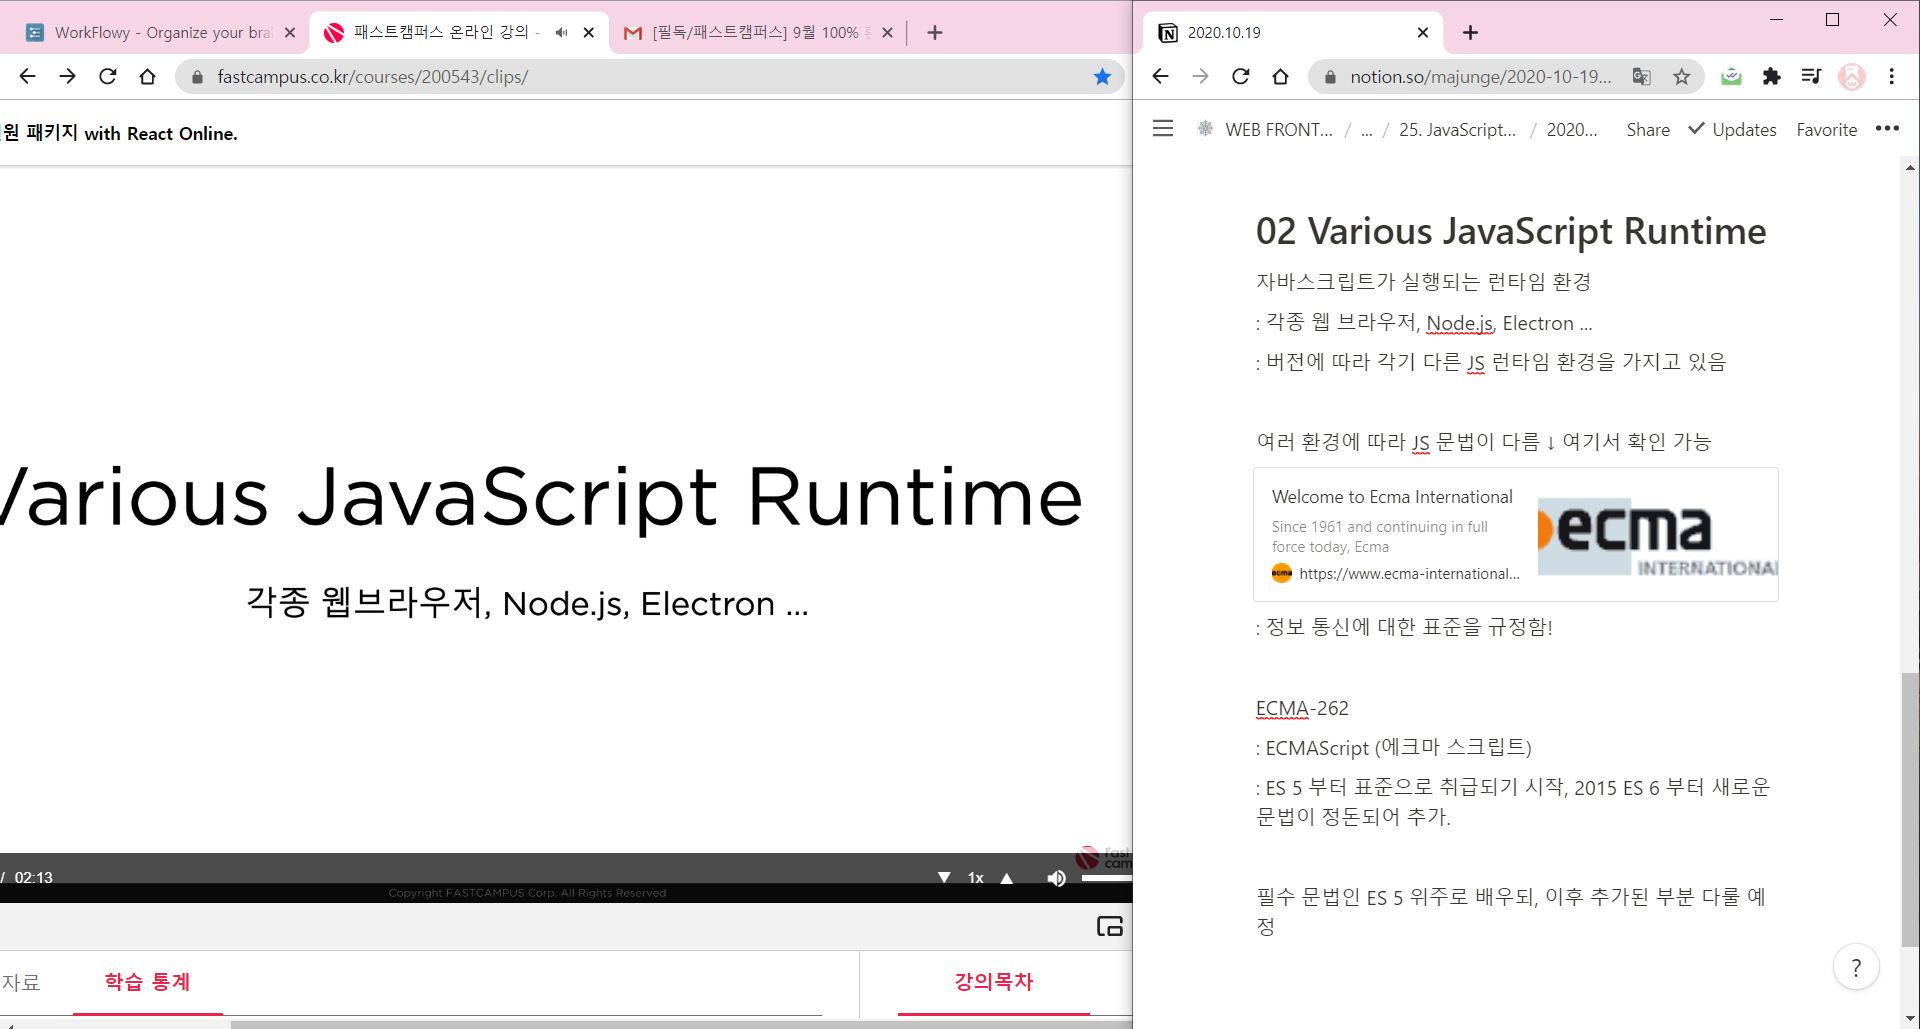 WorkFlowy - Organize your brai
패스트캠퍼스 온라인 강의 -
[필독/패스트캠퍼스] 9월 100%
fastcampus.co.kr/courses/200543/clips/
원 패키지 with React Online.
Various JavaScript Runtime
각종 웹브라우저, Node.js, Electron ...
fast
cam
/ 02:13
1x
Copyright FASTCAMPUS Corp. All Rights Reserved
자료
학습 통계
강의목차
2020.10.19
notion.so/majunge/2020-10-19...
WEB FRONT... / ... / 25. JavaScript... / 2020...
Share
Updates
Favorite
02 Various JavaScript Runtime
자바스크립트가 실행되는 런타임 환경
: 각종 웹 브라우저, Node.js, Electron ...
: 버전에 따라 각기 다른 JS 런타임 환경을 가지고 있음
여러 환경에 따라 JS 문법이 다름 ↓ 여기서 확인 가능
Welcome to Ecma International
Since 1961 and continuing in full
force today, Ecma
ecma
https://www.ecma-international...
ecma
INTERNATIONAL
: 정보 통신에 대한 표준을 규정함!
ECMA-262
: ECMAScript (에크마 스크립트)
: ES 5 부터 표준으로 취급되기 시작, 2015 ES 6 부터 새로운
문법이 정돈되어 추가.
필수 문법인 ES 5 위주로 배우되, 이후 추가된 부분 다룰 예
정
?